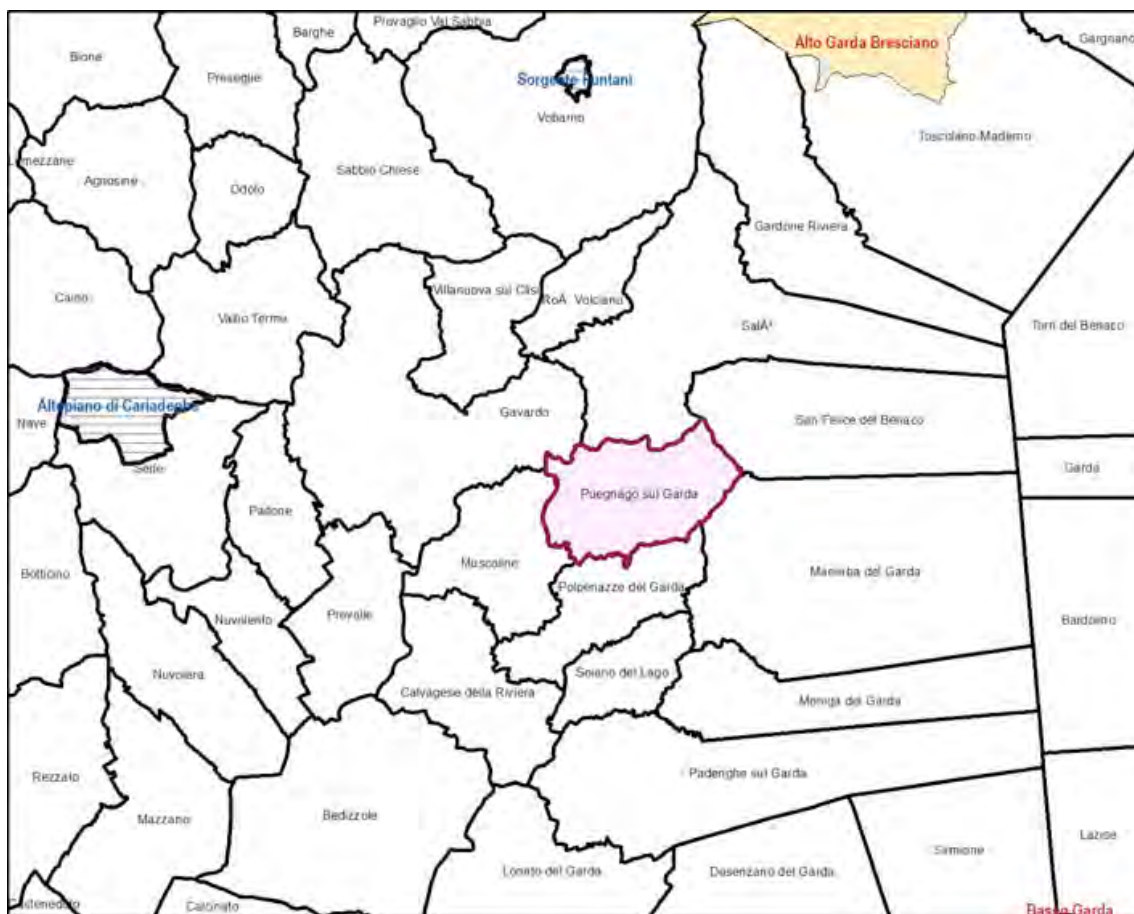 Provaglio Val Sabbia
Barghe
Gargnano
Alto Garda Bresciano
Bione
Preseglie
Sorgente Funtani
Vobarno
Toscolano-Maderno
Lumezzane
Agnosine
Odolo
Sabbio Chiese
Gardone Riviera
Caino
Vallio Terme
Villanuova sul Clisi
RoÃ Volciano
SalÃ²
Torri del Benaco
Altopiano di Cariadeghe
Nave
Gavardo
San Felice del Benaco
Serle
Garda
Puegnago sul Garda
Paitone
Muscoline
Polpenazze del Garda
Manerba del Garda
Botticino
Nuvolento
Prevalle
Bardolino
Nuvolera
Soiano del Lago
Calvagese della Riviera
Moniga del Garda
Rezzato
Padenghe sul Garda
Mazzano
Bedizzole
Sirmione
Lazise
Lonato del Garda
Desenzano del Garda
Castenedolo
Calcinato
Basso Garda